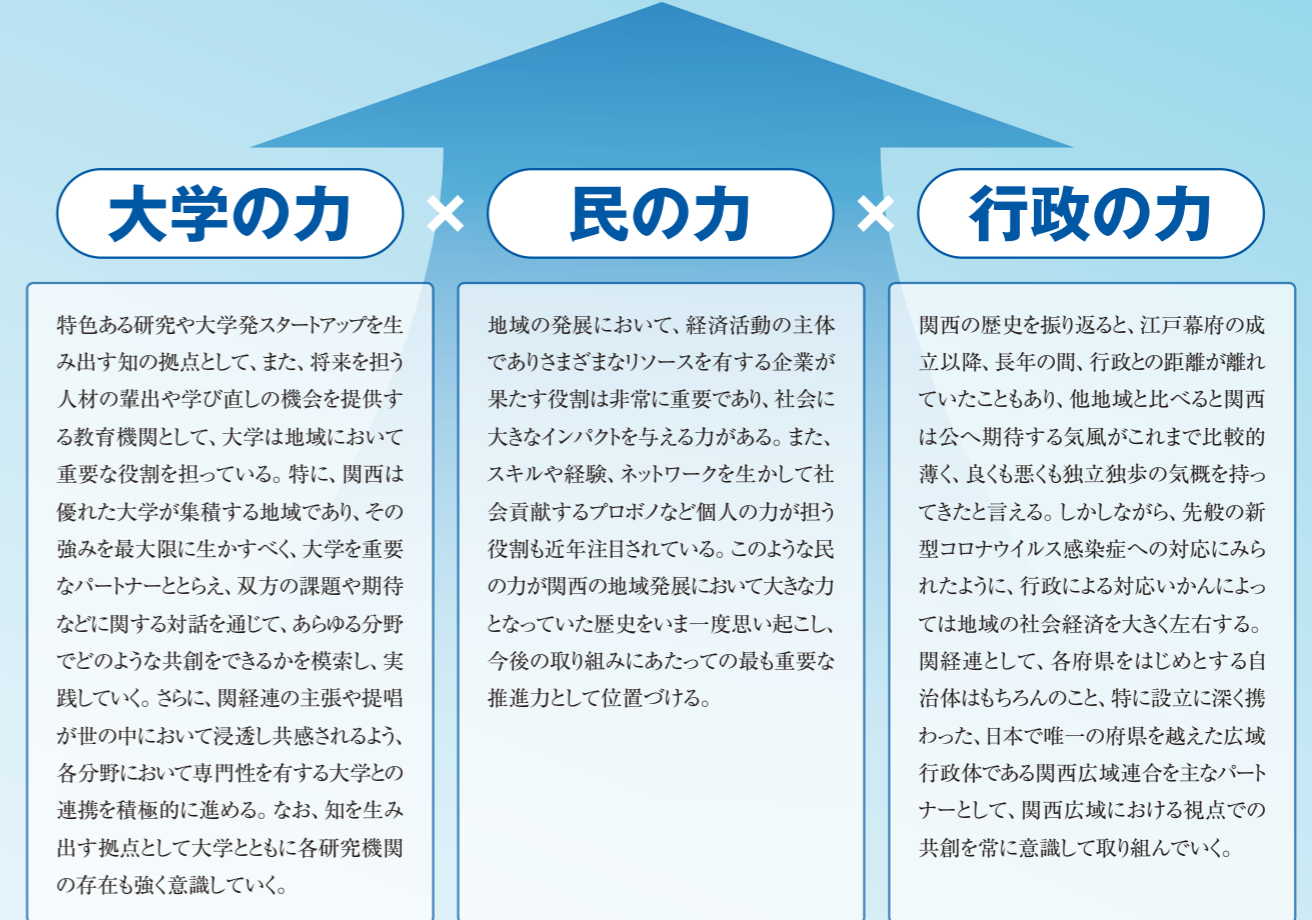 大学の力 × 民の力 × 行政の力
特色ある研究や大学発スタートアップを生
み出す知の拠点として、また、将来を担う
人材の輩出や学び直しの機会を提供す
る教育機関として、大学は地域において
重要な役割を担っている。特に、関西は
優れた大学が集積する地域であり、その
強みを最大限に生かすべく、大学を重要
なパートナーととらえ、双方の課題や期待
などに関する対話を通じて、あらゆる分野
でどのような共創をできるかを模索し、実
践していく。さらに、関経連の主張や提唱
が世の中において浸透し共感されるよう、
各分野において専門性を有する大学との
連携を積極的に進める。なお、知を生み
出す拠点として大学とともに各研究機関
の存在も強く意識していく。
地域の発展において、経済活動の主体
でありさまざまなリソースを有する企業が
果たす役割は非常に重要であり、社会に
大きなインパクトを与える力がある。また、
スキルや経験、ネットワークを生かして社
会貢献するプロボノなど個人の力が担う
役割も近年注目されている。このような民
の力が関西の地域発展において大きな力
となっていた歴史をいま一度思い起こし、
今後の取り組みにあたっての最も重要な
推進力として位置づける。
関西の歴史を振り返ると、江戸幕府の成
立以降、長年の間、行政との距離が離れ
ていたこともあり、他地域と比べると関西
は公へ期待する気風がこれまで比較的
薄く、良くも悪くも独立独歩の気概を持っ
てきたと言える。しかしながら、先般の新
型コロナウイルス感染症への対応にみら
れたように、行政による対応いかんによっ
ては地域の社会経済を大きく左右する。
関経連として、各府県をはじめとする自
治体はもちろんのこと、特に設立に深く携
わった、日本で唯一の府県を越えた広域
行政体である関西広域連合を主なパート
ナーとして、関西広域における視点での
共創を常に意識して取り組んでいく。